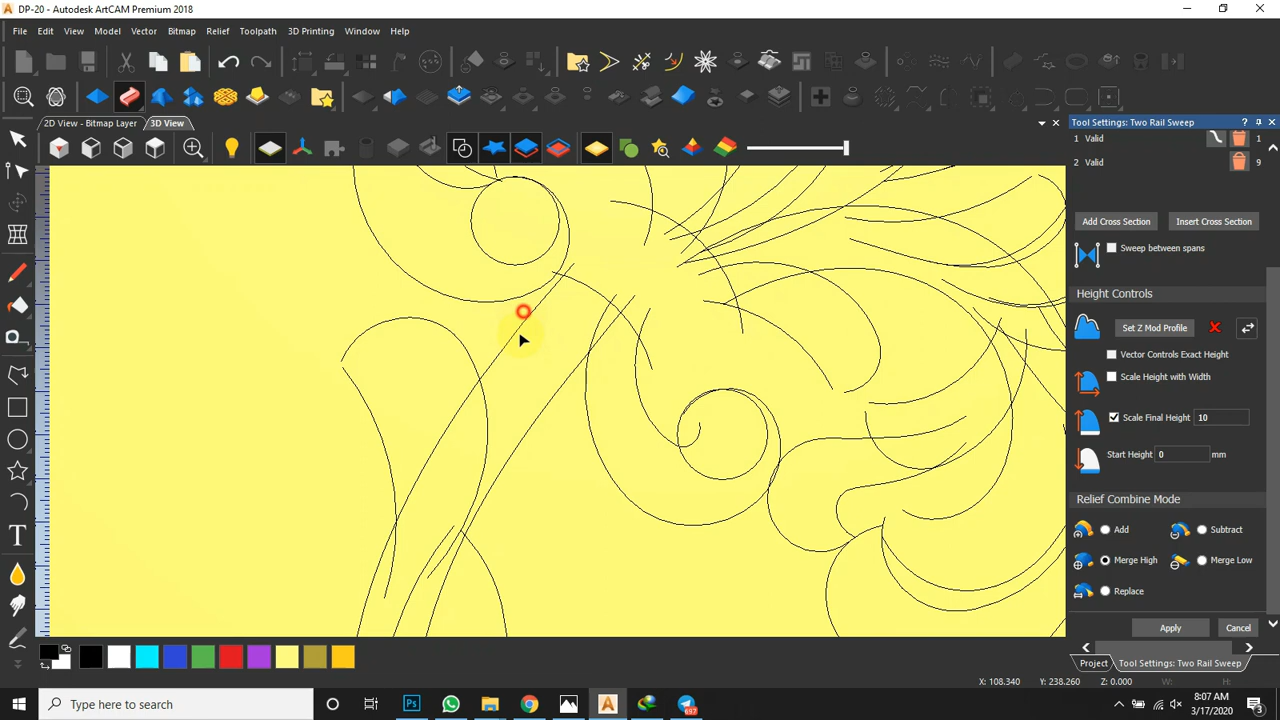 DP-20 - Autodesk ArtCAM Premium 2018
File Edit View Model Vector Bitmap Relief Toolpath 3D Printing Window Help
2D View - Bitmap Layer 3D View
Tool Settings: Two Rail Sweep
1 Valid 1
2 Valid 9
Add Cross Section Insert Cross Section
Sweep between spans
Height Controls
Set Z Mod Profile
Vector Controls Exact Height
Scale Height with Width
Scale Final Height 10
Start Height 0 mm
Relief Combine Mode
Add Subtract
Merge High Merge Low
Replace
Apply Cancel
Project Tool Settings: Two Rail Sweep
X: 108.340 Y: 238.260 Z: 0.000 W: H:
Type here to search
8:07 AM
3/17/2020